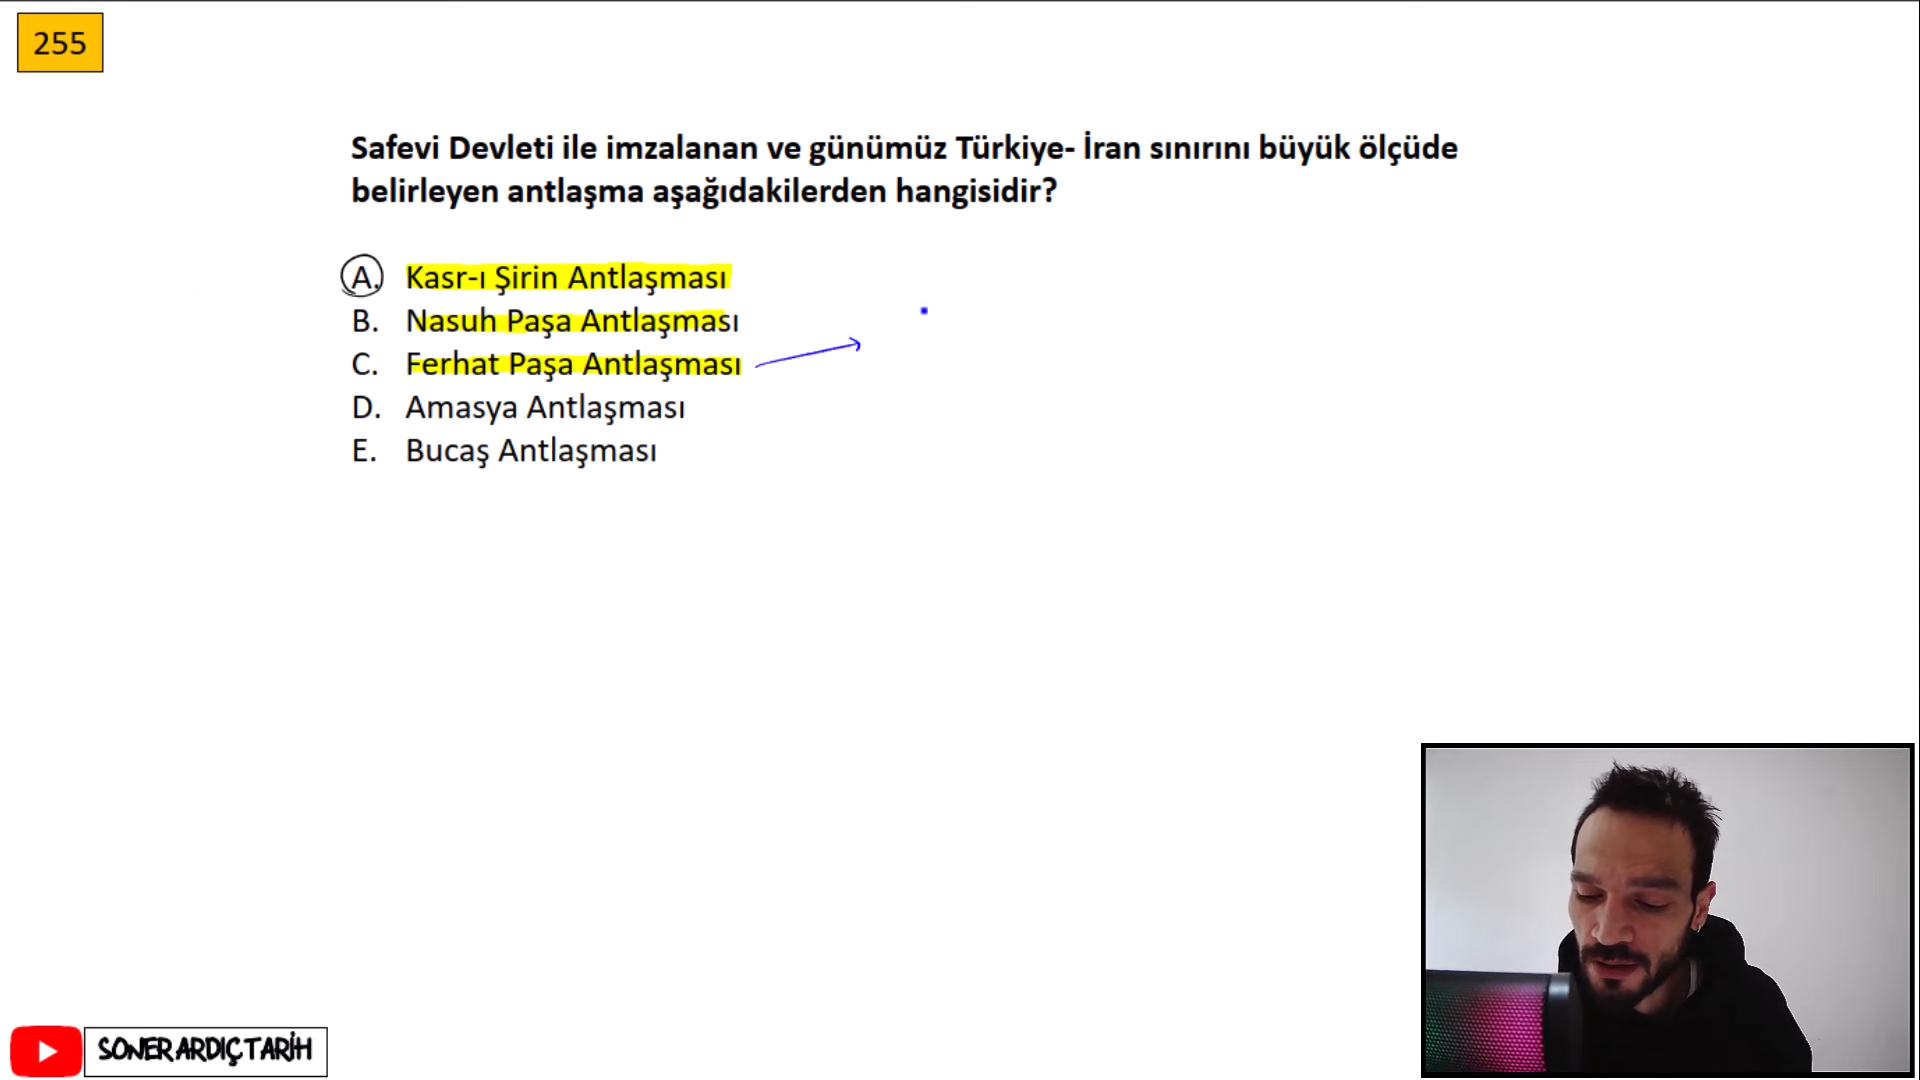 255
Safevi Devleti ile imzalanan ve günümüz Türkiye- İran sınırını büyük ölçüde
belirleyen antlaşma aşağıdakilerden hangisidir?
A. Kasr-ı Şirin Antlaşması
B. Nasuh Paşa Antlaşması
C. Ferhat Paşa Antlaşması
D. Amasya Antlaşması
E. Bucaş Antlaşması
SONER ARDIÇ TARİH